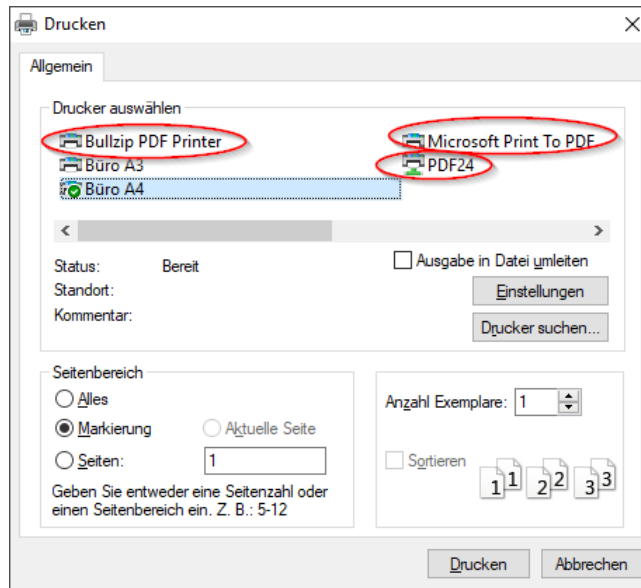 Drucken
Allgemein
Drucker auswählen
Bullzip PDF Printer
Microsoft Print To PDF
Büro A3
PDF24
Büro A4
Status: Bereit
Ausgabe in Datei umleiten
Standort:
Einstellungen
Kommentar:
Drucker suchen...
Seitenbereich
Alles
Markierung
Aktuelle Seite
Seiten: 1
Geben Sie entweder eine Seitenzahl oder
einen Seitenbereich ein. Z. B.: 5-12
Anzahl Exemplare: 1
Sortieren
1 1 2 2 3 3
Drucken
Abbrechen